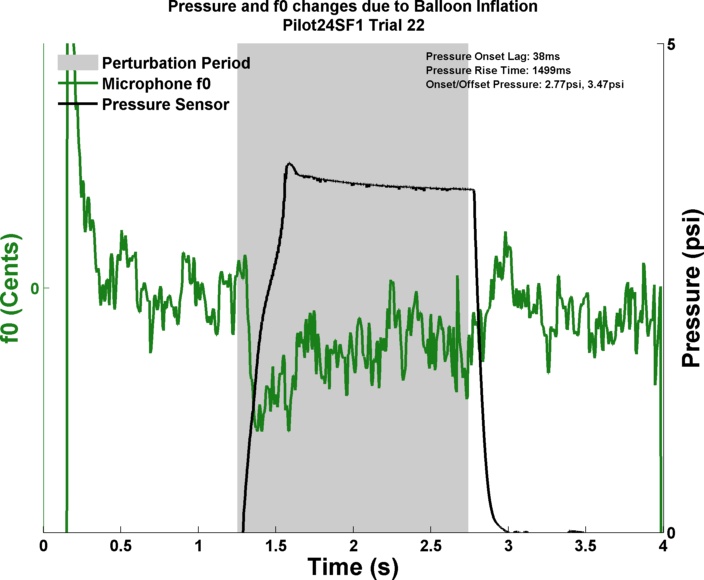 Pressure and f0 changes due to Balloon Inflation
Pilot24SF1 Trial 22
Perturbation Period
Microphone f0
Pressure Sensor
Pressure Onset Lag: 38ms
Pressure Rise Time: 1499ms
Onset/Offset Pressure: 2.77psi, 3.47psi
f0 (Cents)
0
5
0
Pressure (psi)
0 0.5 1 1.5 2 2.5 3 3.5 4
Time (s)